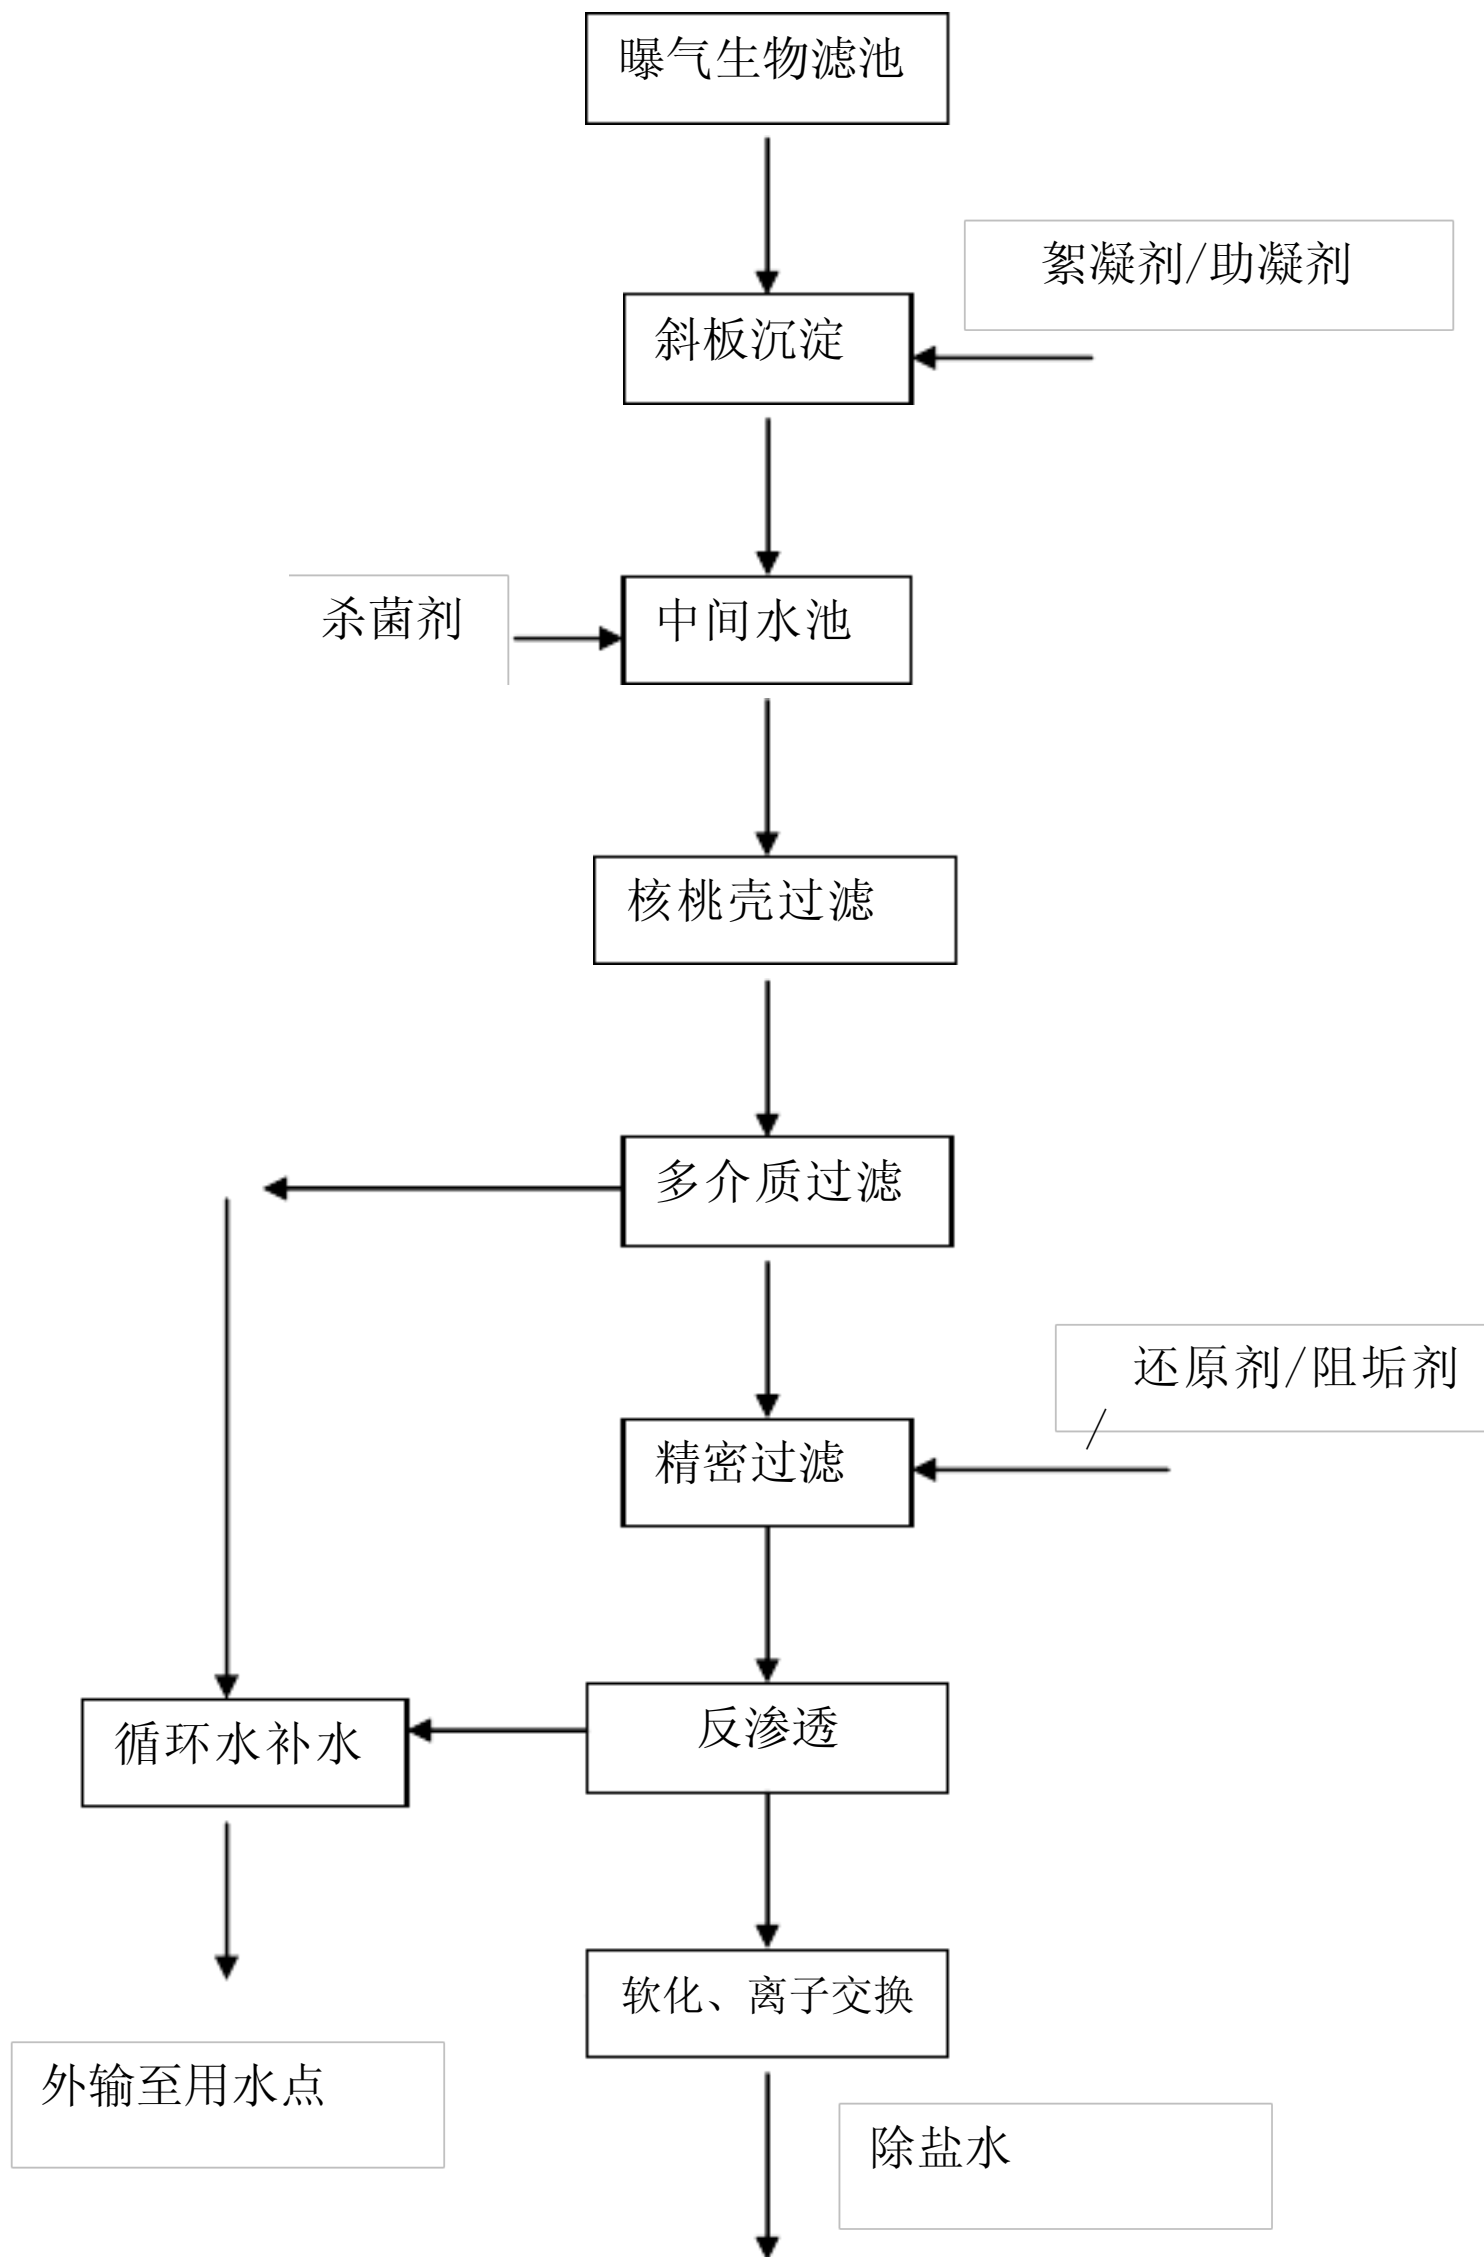 曝气生物滤池
絮凝剂/助凝剂
斜板沉淀
杀菌剂
中间水池
核桃壳过滤
多介质过滤
还原剂/阻垢剂
精密过滤
反渗透
循环水补水
软化、离子交换
外输至用水点
除盐水